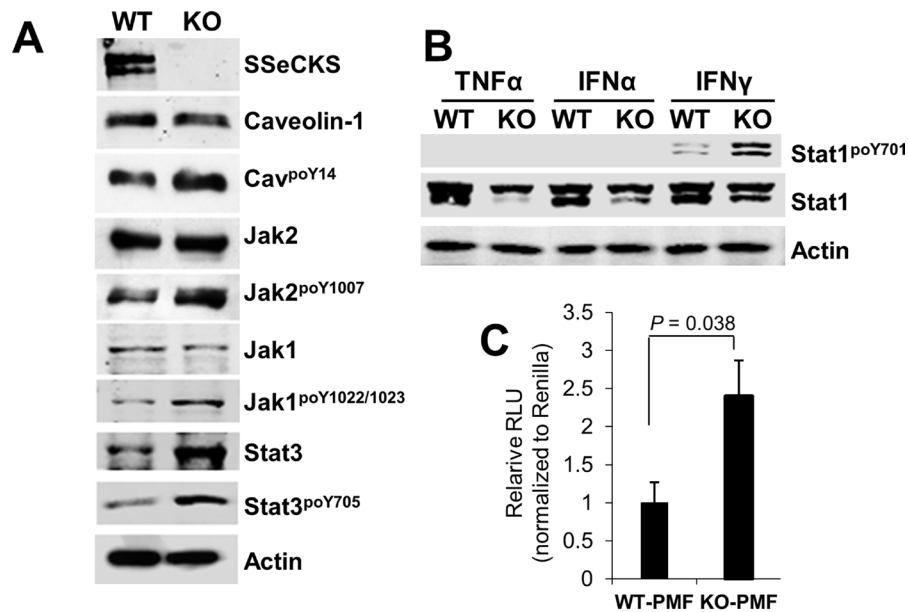 A
WT KO
SSeCKS
Caveolin-1
Cav^poY14
Jak2
Jak2^poY1007
Jak1
Jak1^poY1022/1023
Stat3
Stat3^poY705
Actin
B
TNFα IFNα IFNγ
WT KO WT KO WT KO
Stat1^poY701
Stat1
Actin
C
Relarive RLU
(normalized to Renilla)
3.5
3
2.5
2
1.5
1
0.5
0
P = 0.038
WT-PMF KO-PMF